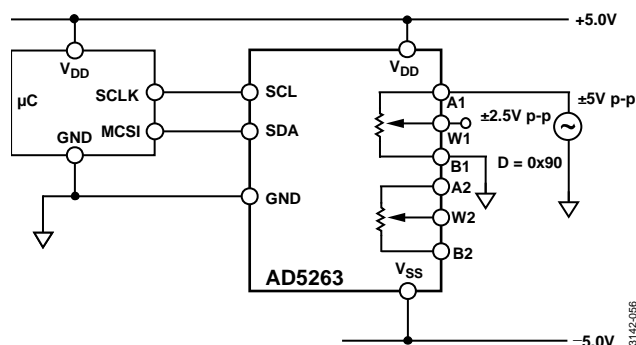 +5.0V
VDD
VDD
µC
SCLK
SCL
A1
±5V p-p
±2.5V p-p
MCSI
SDA
W1
GND
B1
D = 0x90
A2
GND
W2
B2
VSS
AD5263
–5.0V
3142-056